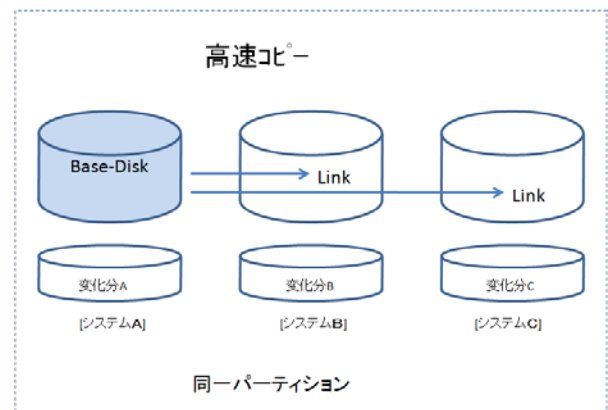 高速コピー
Base-Disk
Link
Link
変化分A
変化分B
変化分C
[システムA]
[システムB]
[システムC]
同一パーティション